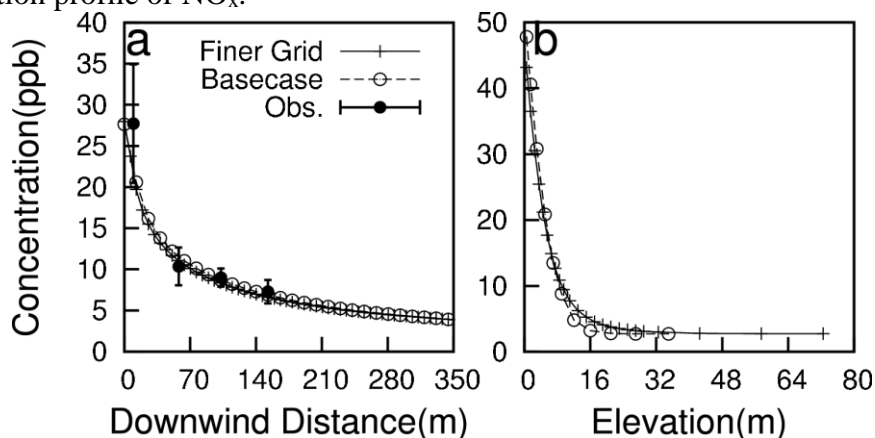 tion profile of NOx.
a
Finer Grid
Basecase
Obs.
Concentration(ppb)
40
35
30
25
20
15
10
5
0
0 70 140 210 280 350
Downwind Distance(m)
b
50
40
30
20
10
0
0 16 32 48 64 80
Elevation(m)